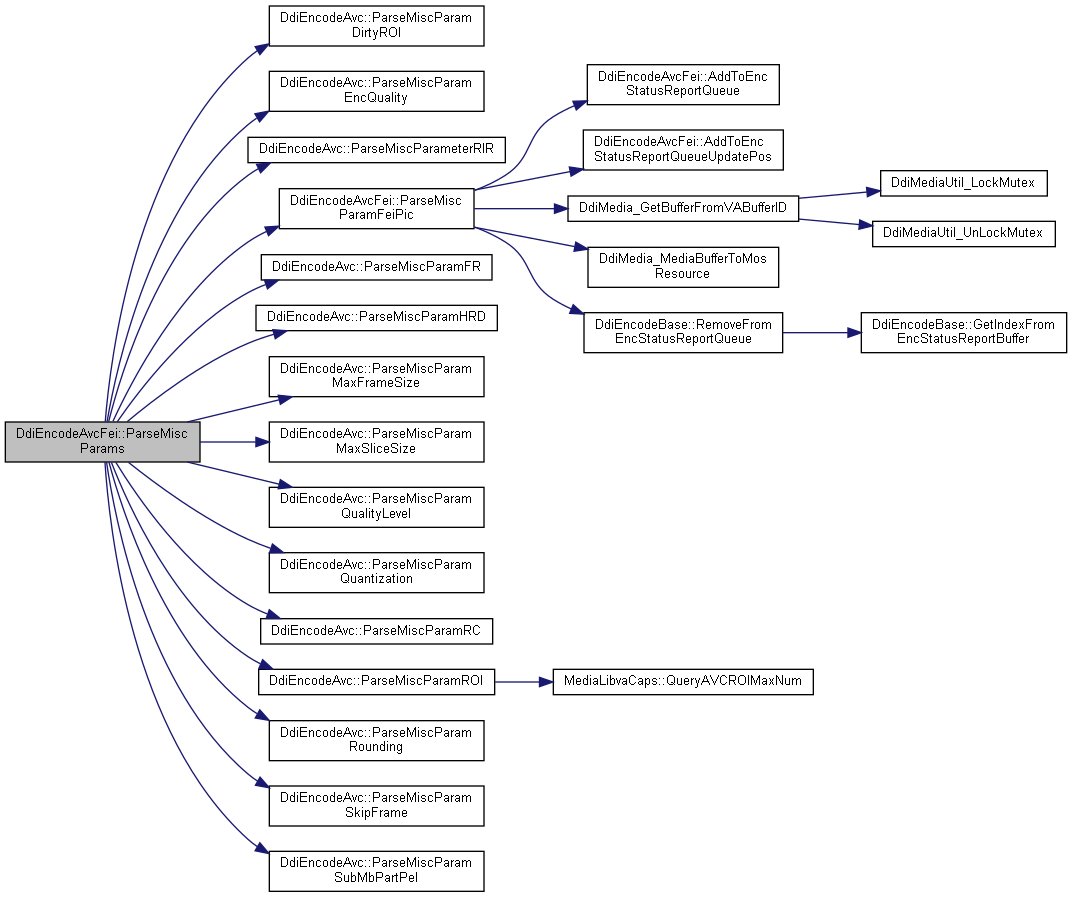 DdiEncodeAvcFei::ParseMisc
Params
DdiEncodeAvc::ParseMiscParam
DirtyROI
DdiEncodeAvc::ParseMiscParam
EncQuality
DdiEncodeAvc::ParseMiscParameterRIR
DdiEncodeAvcFei::ParseMisc
ParamFeiPic
DdiEncodeAvc::ParseMiscParamFR
DdiEncodeAvc::ParseMiscParamHRD
DdiEncodeAvc::ParseMiscParam
MaxFrameSize
DdiEncodeAvc::ParseMiscParam
MaxSliceSize
DdiEncodeAvc::ParseMiscParam
QualityLevel
DdiEncodeAvc::ParseMiscParam
Quantization
DdiEncodeAvc::ParseMiscParamRC
DdiEncodeAvc::ParseMiscParamROI
DdiEncodeAvc::ParseMiscParam
Rounding
DdiEncodeAvc::ParseMiscParam
SkipFrame
DdiEncodeAvc::ParseMiscParam
SubMbPartPel
DdiEncodeAvcFei::AddToEnc
StatusReportQueue
DdiEncodeAvcFei::AddToEnc
StatusReportQueueUpdatePos
DdiMedia_GetBufferFromVABufferID
DdiMedia_MediaBufferToMos
Resource
DdiEncodeBase::RemoveFrom
EncStatusReportQueue
MediaLibvaCaps::QueryAVCROIMaxNum
DdiMediaUtil_LockMutex
DdiMediaUtil_UnLockMutex
DdiEncodeBase::GetIndexFrom
EncStatusReportBuffer